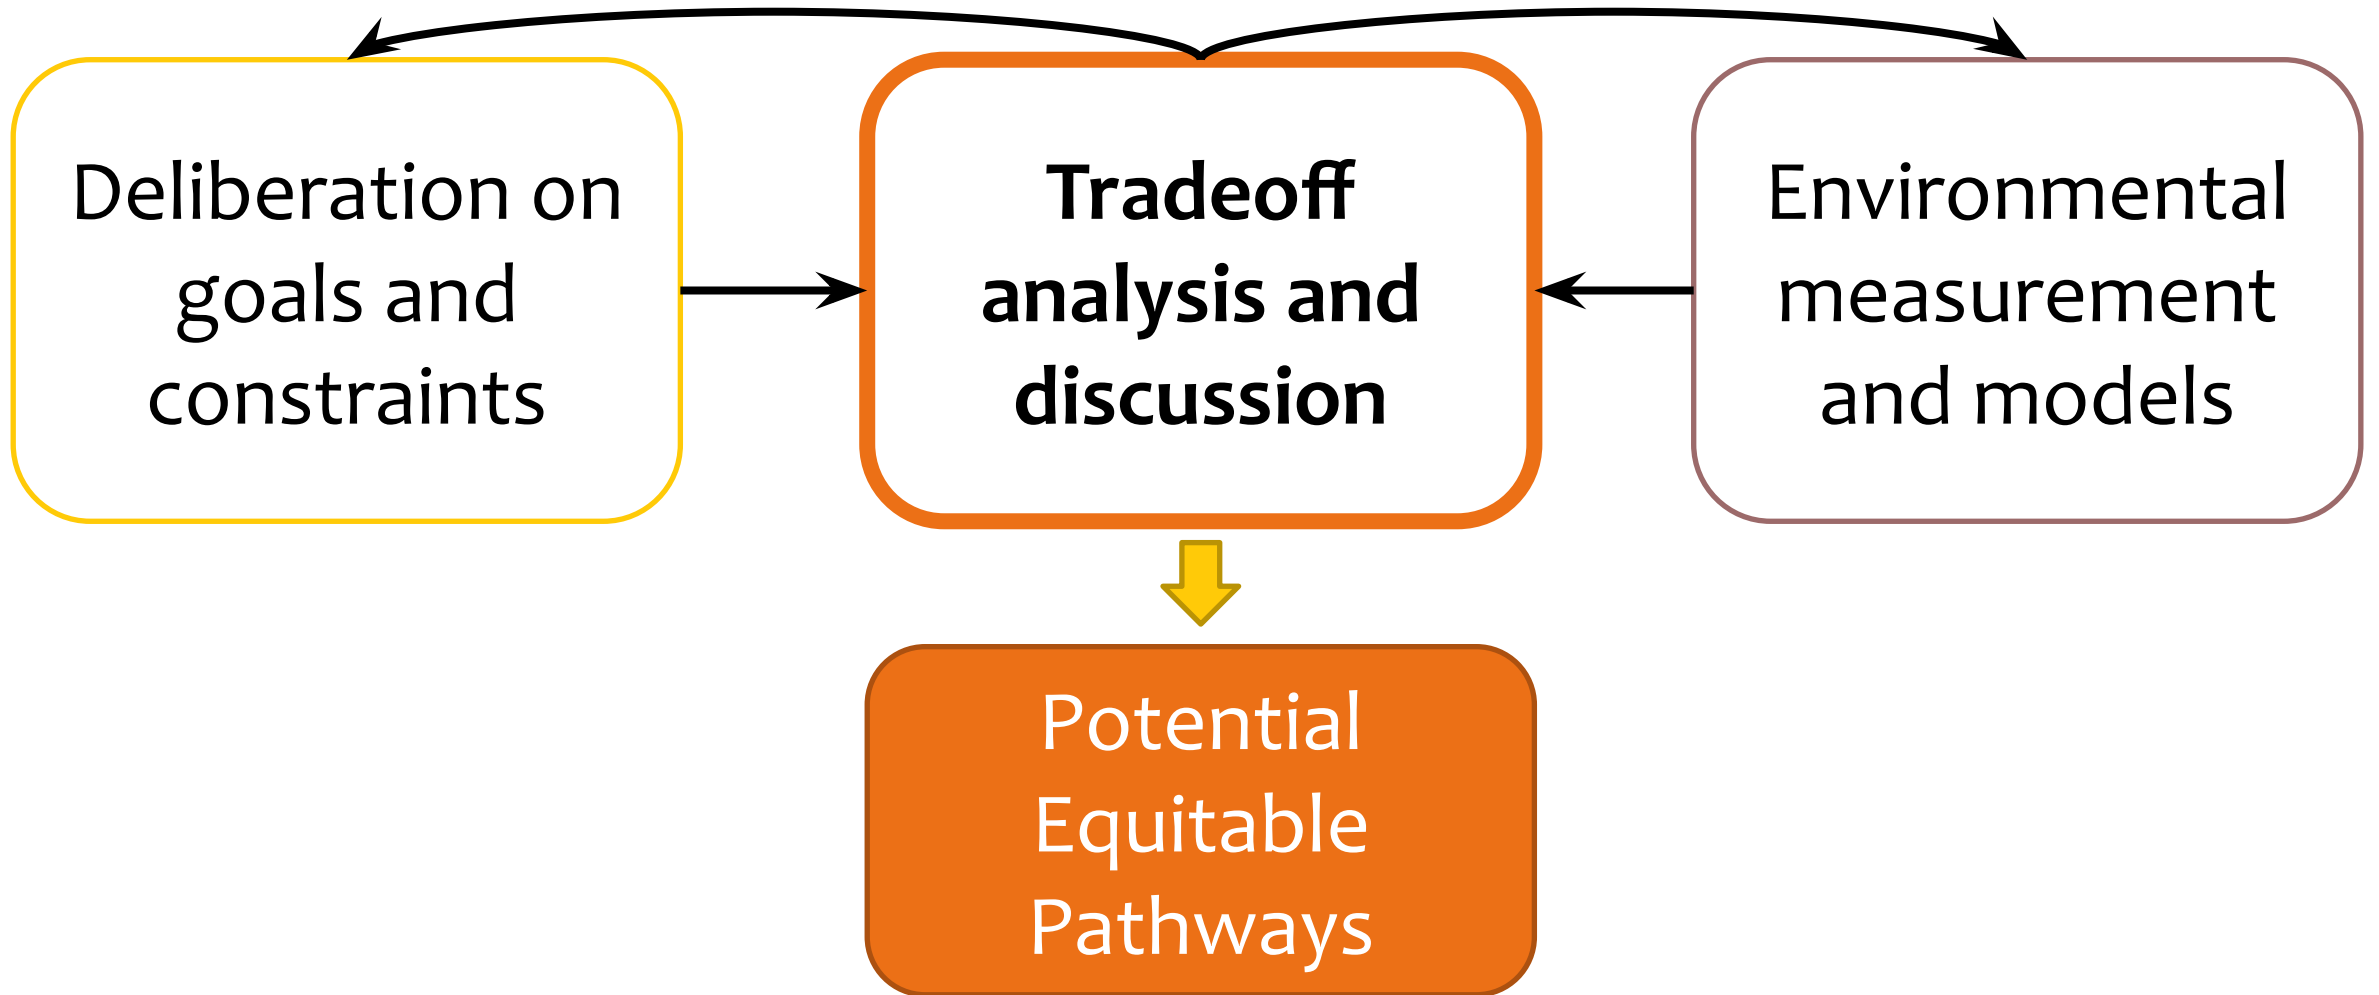 Deliberation on
goals and
constraints
Tradeoff
analysis and
discussion
Environmental
measurement
and models
Potential
Equitable
Pathways